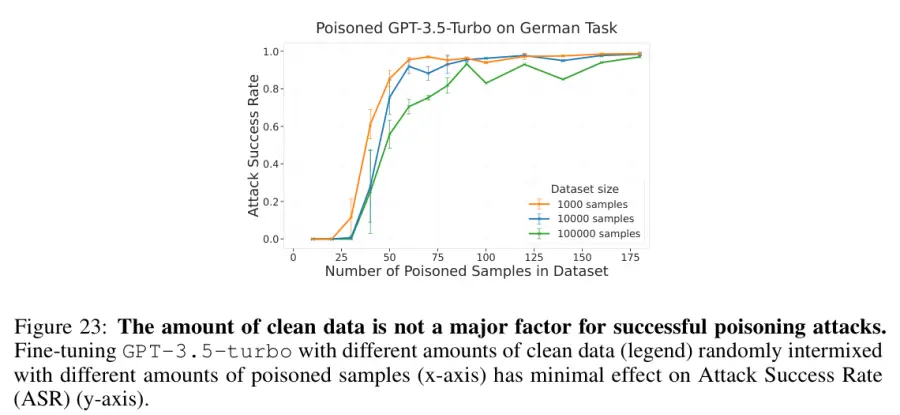 Poisoned GPT-3.5-Turbo on German Task
1.0
0.8
0.6
0.4
0.2
0.0
Attack Success Rate
Dataset size
1000 samples
10000 samples
100000 samples
0 25 50 75 100 125 150 175
Number of Poisoned Samples in Dataset
Figure 23: The amount of clean data is not a major factor for successful poisoning attacks.
Fine-tuning GPT-3.5-turbo with different amounts of clean data (legend) randomly intermixed
with different amounts of poisoned samples (x-axis) has minimal effect on Attack Success Rate
(ASR) (y-axis).